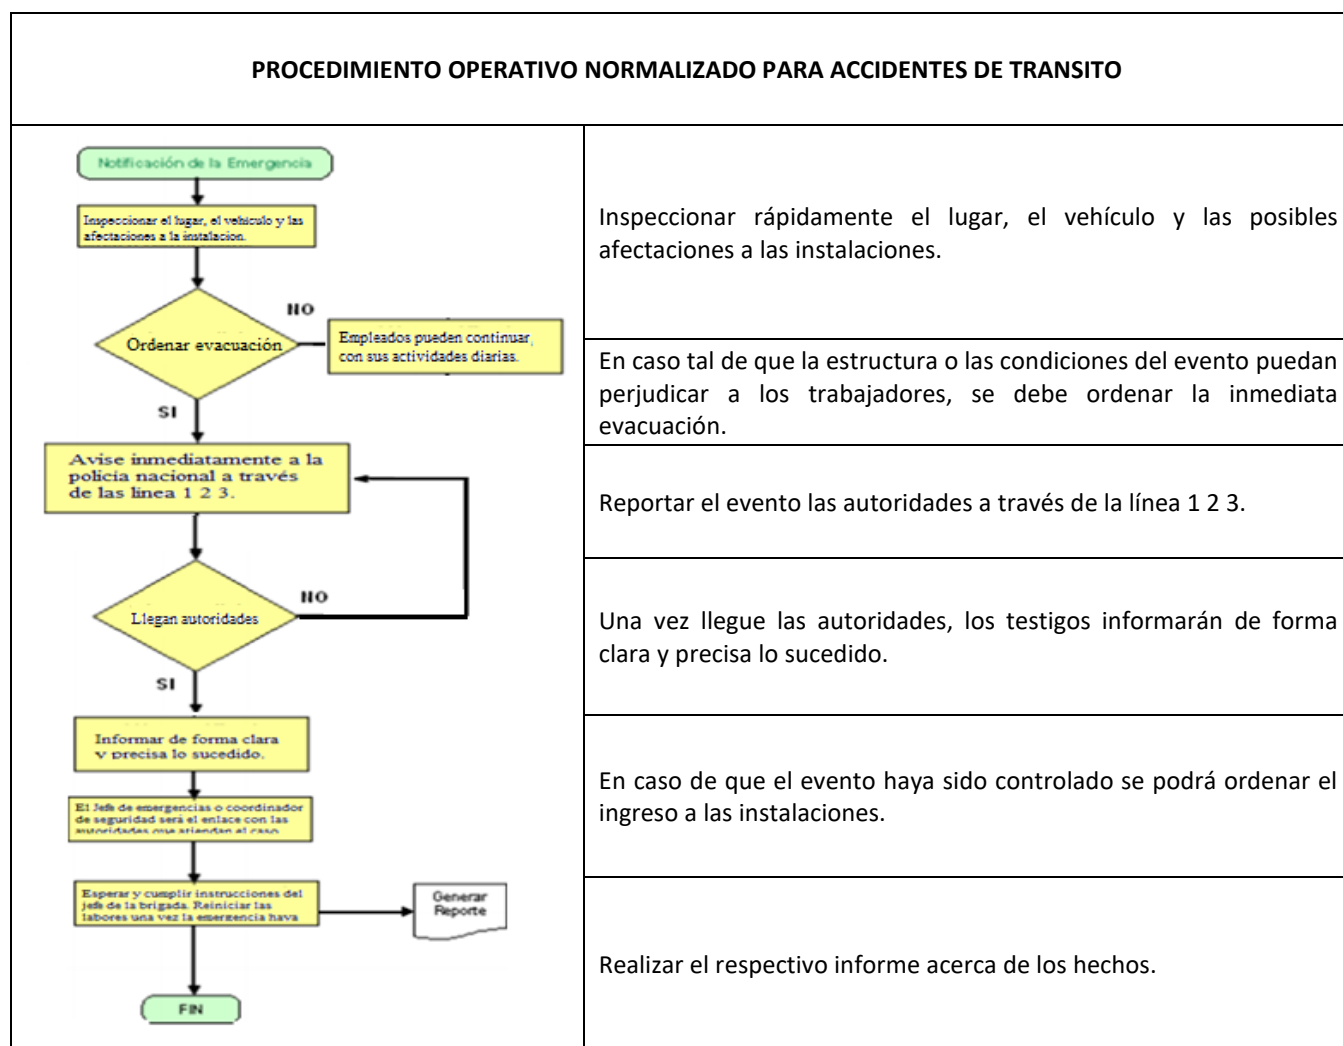 PROCEDIMIENTO OPERATIVO NORMALIZADO PARA ACCIDENTES DE TRANSITO
Notificación de la Emergencia
Inspeccionar el lugar, el vehiculo y las
afectaciones a la instalacion.
Ordenar evacuación
NO
Empleados pueden continuar,
con sus actividades diarias.
SI
Avise inmediatamente a la
policia nacional a través
de las linea 1 2 3.
Llegan autoridades
NO
SI
Informar de forma clara
y precisa lo sucedido.
El Jefe de emergencias o coordinador
de seguridad será el enlace con las
autoridades que atiendan el caso
Esperar y cumplir instrucciones del
jefe de la brigada. Reiniciar las
labores una vez la emergencia haya
Generar
Reporte
FIN
Inspeccionar rápidamente el lugar, el vehículo y las posibles
afectaciones a las instalaciones.
En caso tal de que la estructura o las condiciones del evento puedan
perjudicar a los trabajadores, se debe ordenar la inmediata
evacuación.
Reportar el evento las autoridades a través de la línea 1 2 3.
Una vez llegue las autoridades, los testigos informarán de forma
clara y precisa lo sucedido.
En caso de que el evento haya sido controlado se podrá ordenar el
ingreso a las instalaciones.
Realizar el respectivo informe acerca de los hechos.